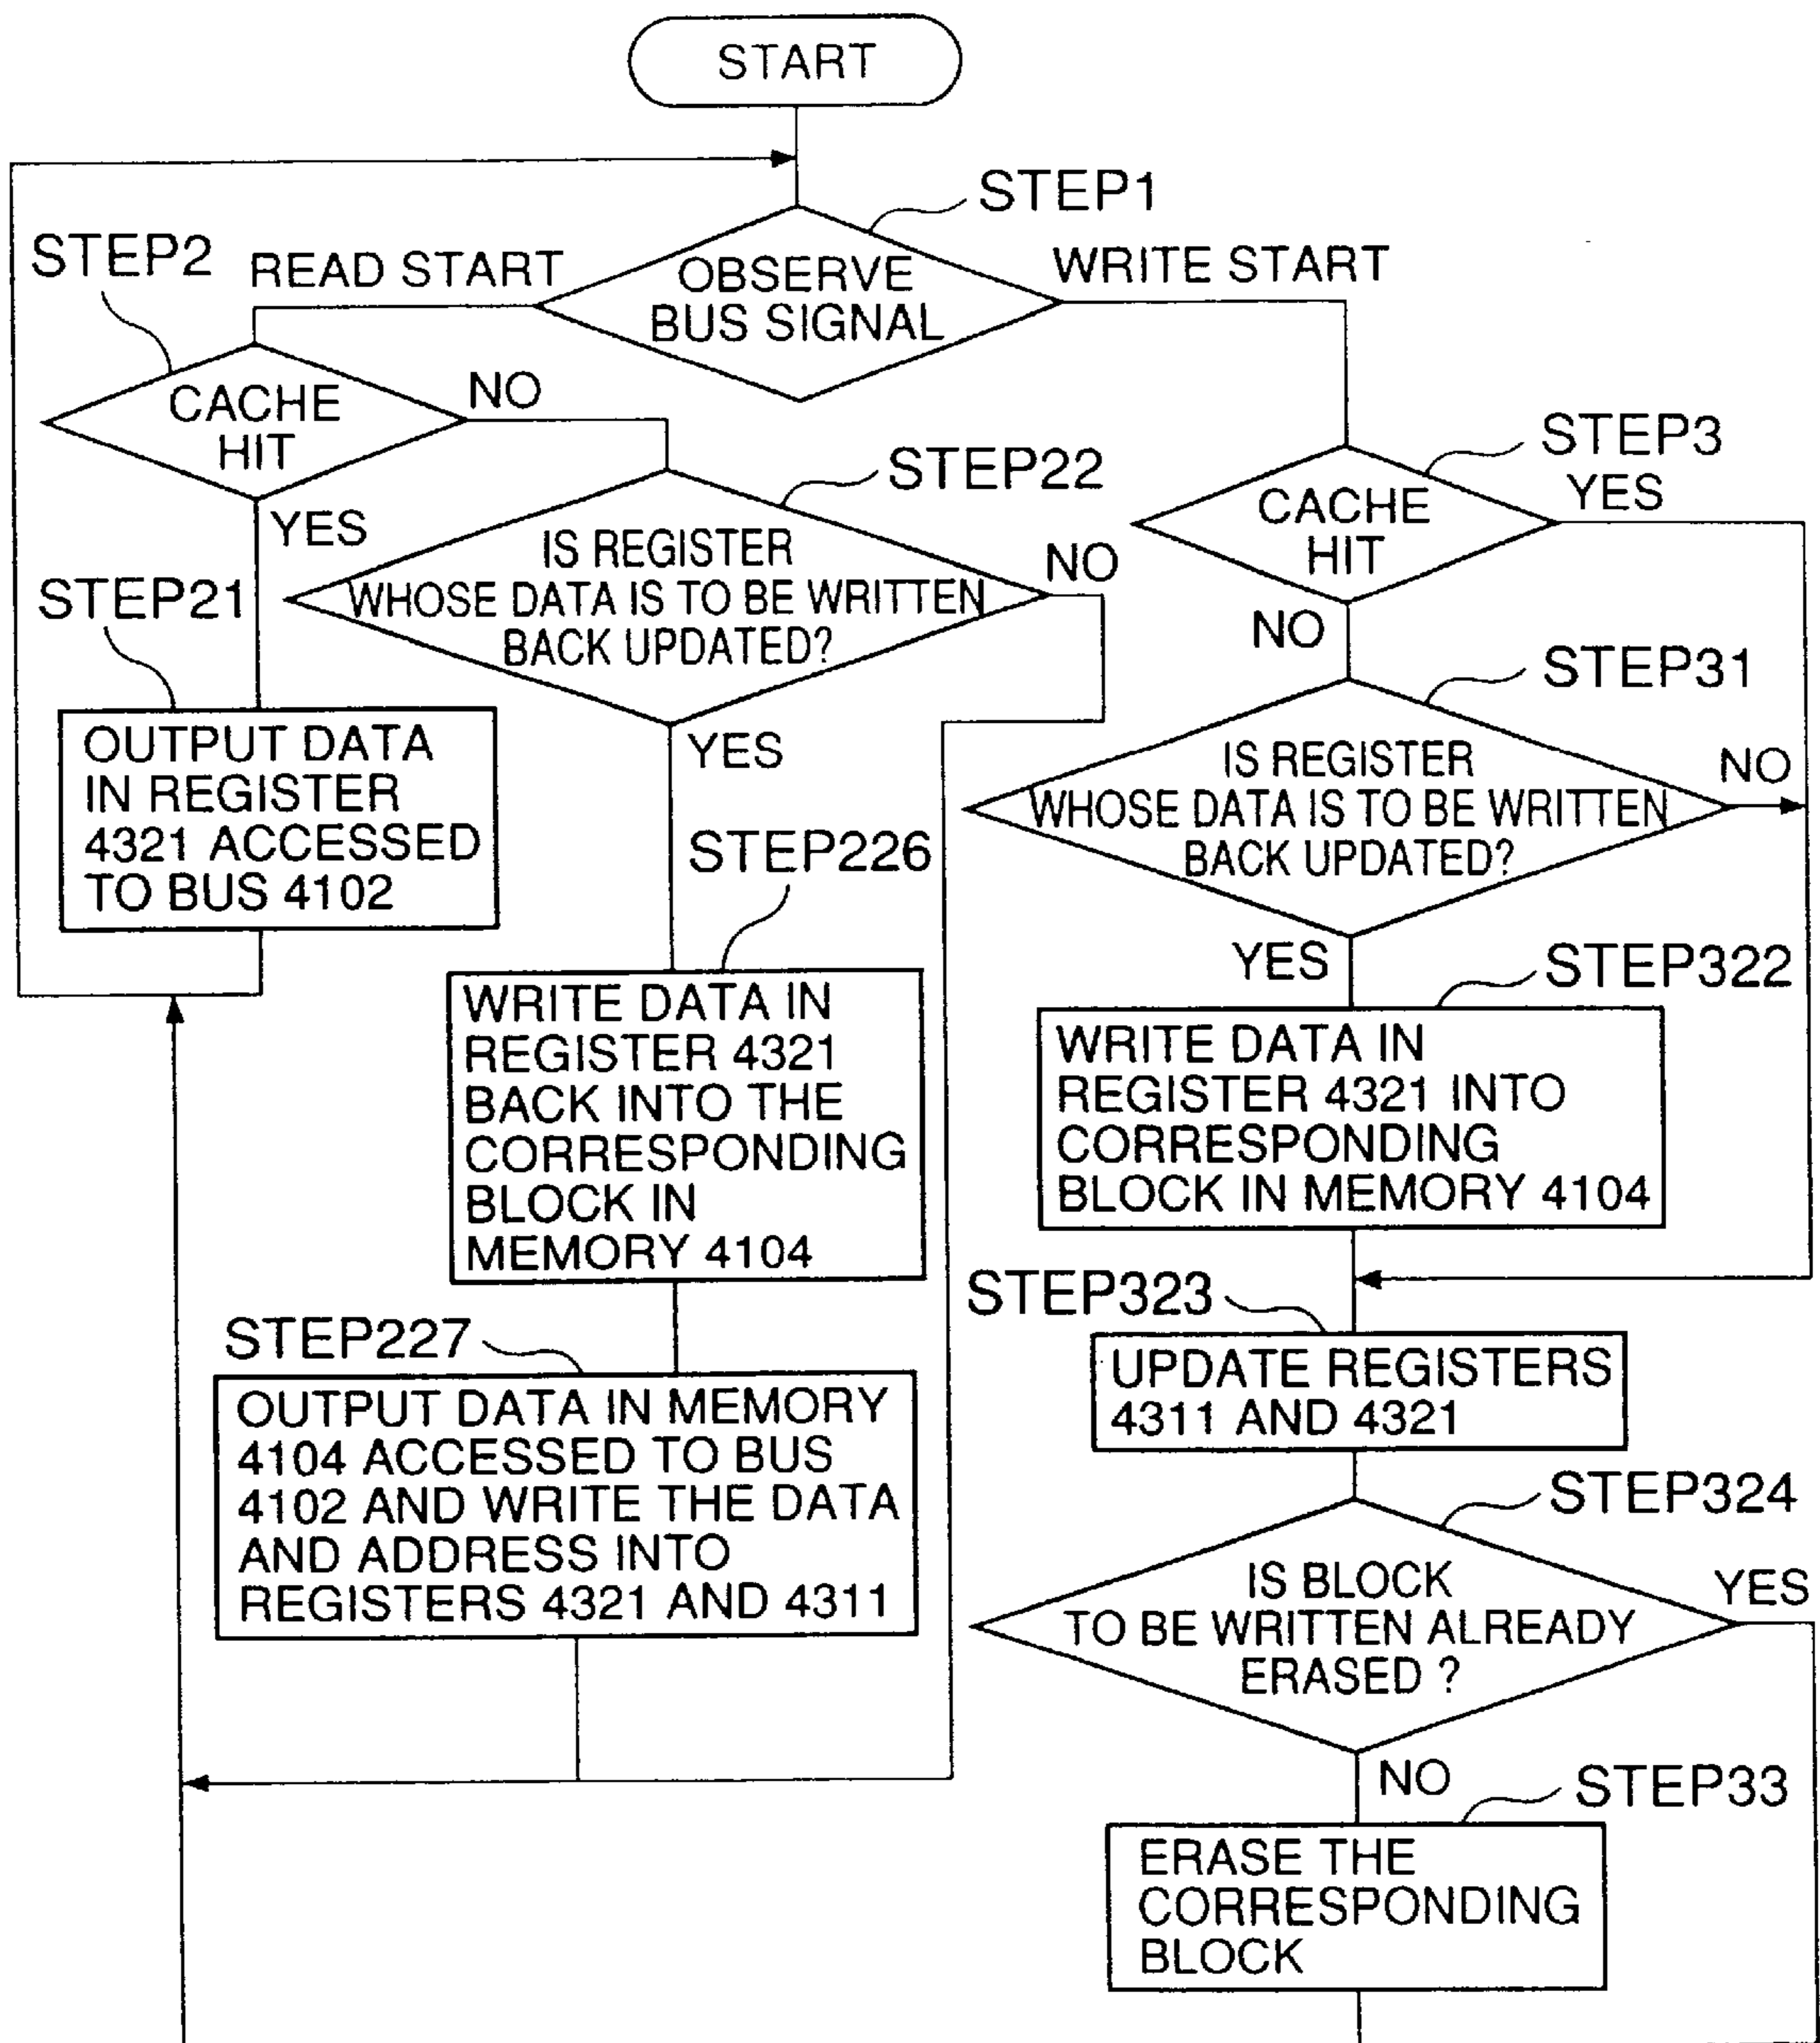 START
STEP1
STEP2
READ START
OBSERVE
BUS SIGNAL
WRITE START
CACHE
HIT
NO
YES
STEP22
IS REGISTER
WHOSE DATA IS TO BE WRITTEN
BACK UPDATED?
NO
YES
STEP3
CACHE
HIT
YES
NO
STEP21
OUTPUT DATA
IN REGISTER
4321 ACCESSED
TO BUS 4102
STEP31
IS REGISTER
WHOSE DATA IS TO BE WRITTEN
BACK UPDATED?
NO
YES
STEP226
WRITE DATA IN
REGISTER 4321
BACK INTO THE
CORRESPONDING
BLOCK IN
MEMORY 4104
STEP322
WRITE DATA IN
REGISTER 4321 INTO
CORRESPONDING
BLOCK IN MEMORY 4104
STEP227
OUTPUT DATA IN MEMORY
4104 ACCESSED TO BUS
4102 AND WRITE THE DATA
AND ADDRESS INTO
REGISTERS 4321 AND 4311
STEP323
UPDATE REGISTERS
4311 AND 4321
STEP324
IS BLOCK
TO BE WRITTEN ALREADY
ERASED ?
YES
NO
STEP33
ERASE THE
CORRESPONDING
BLOCK